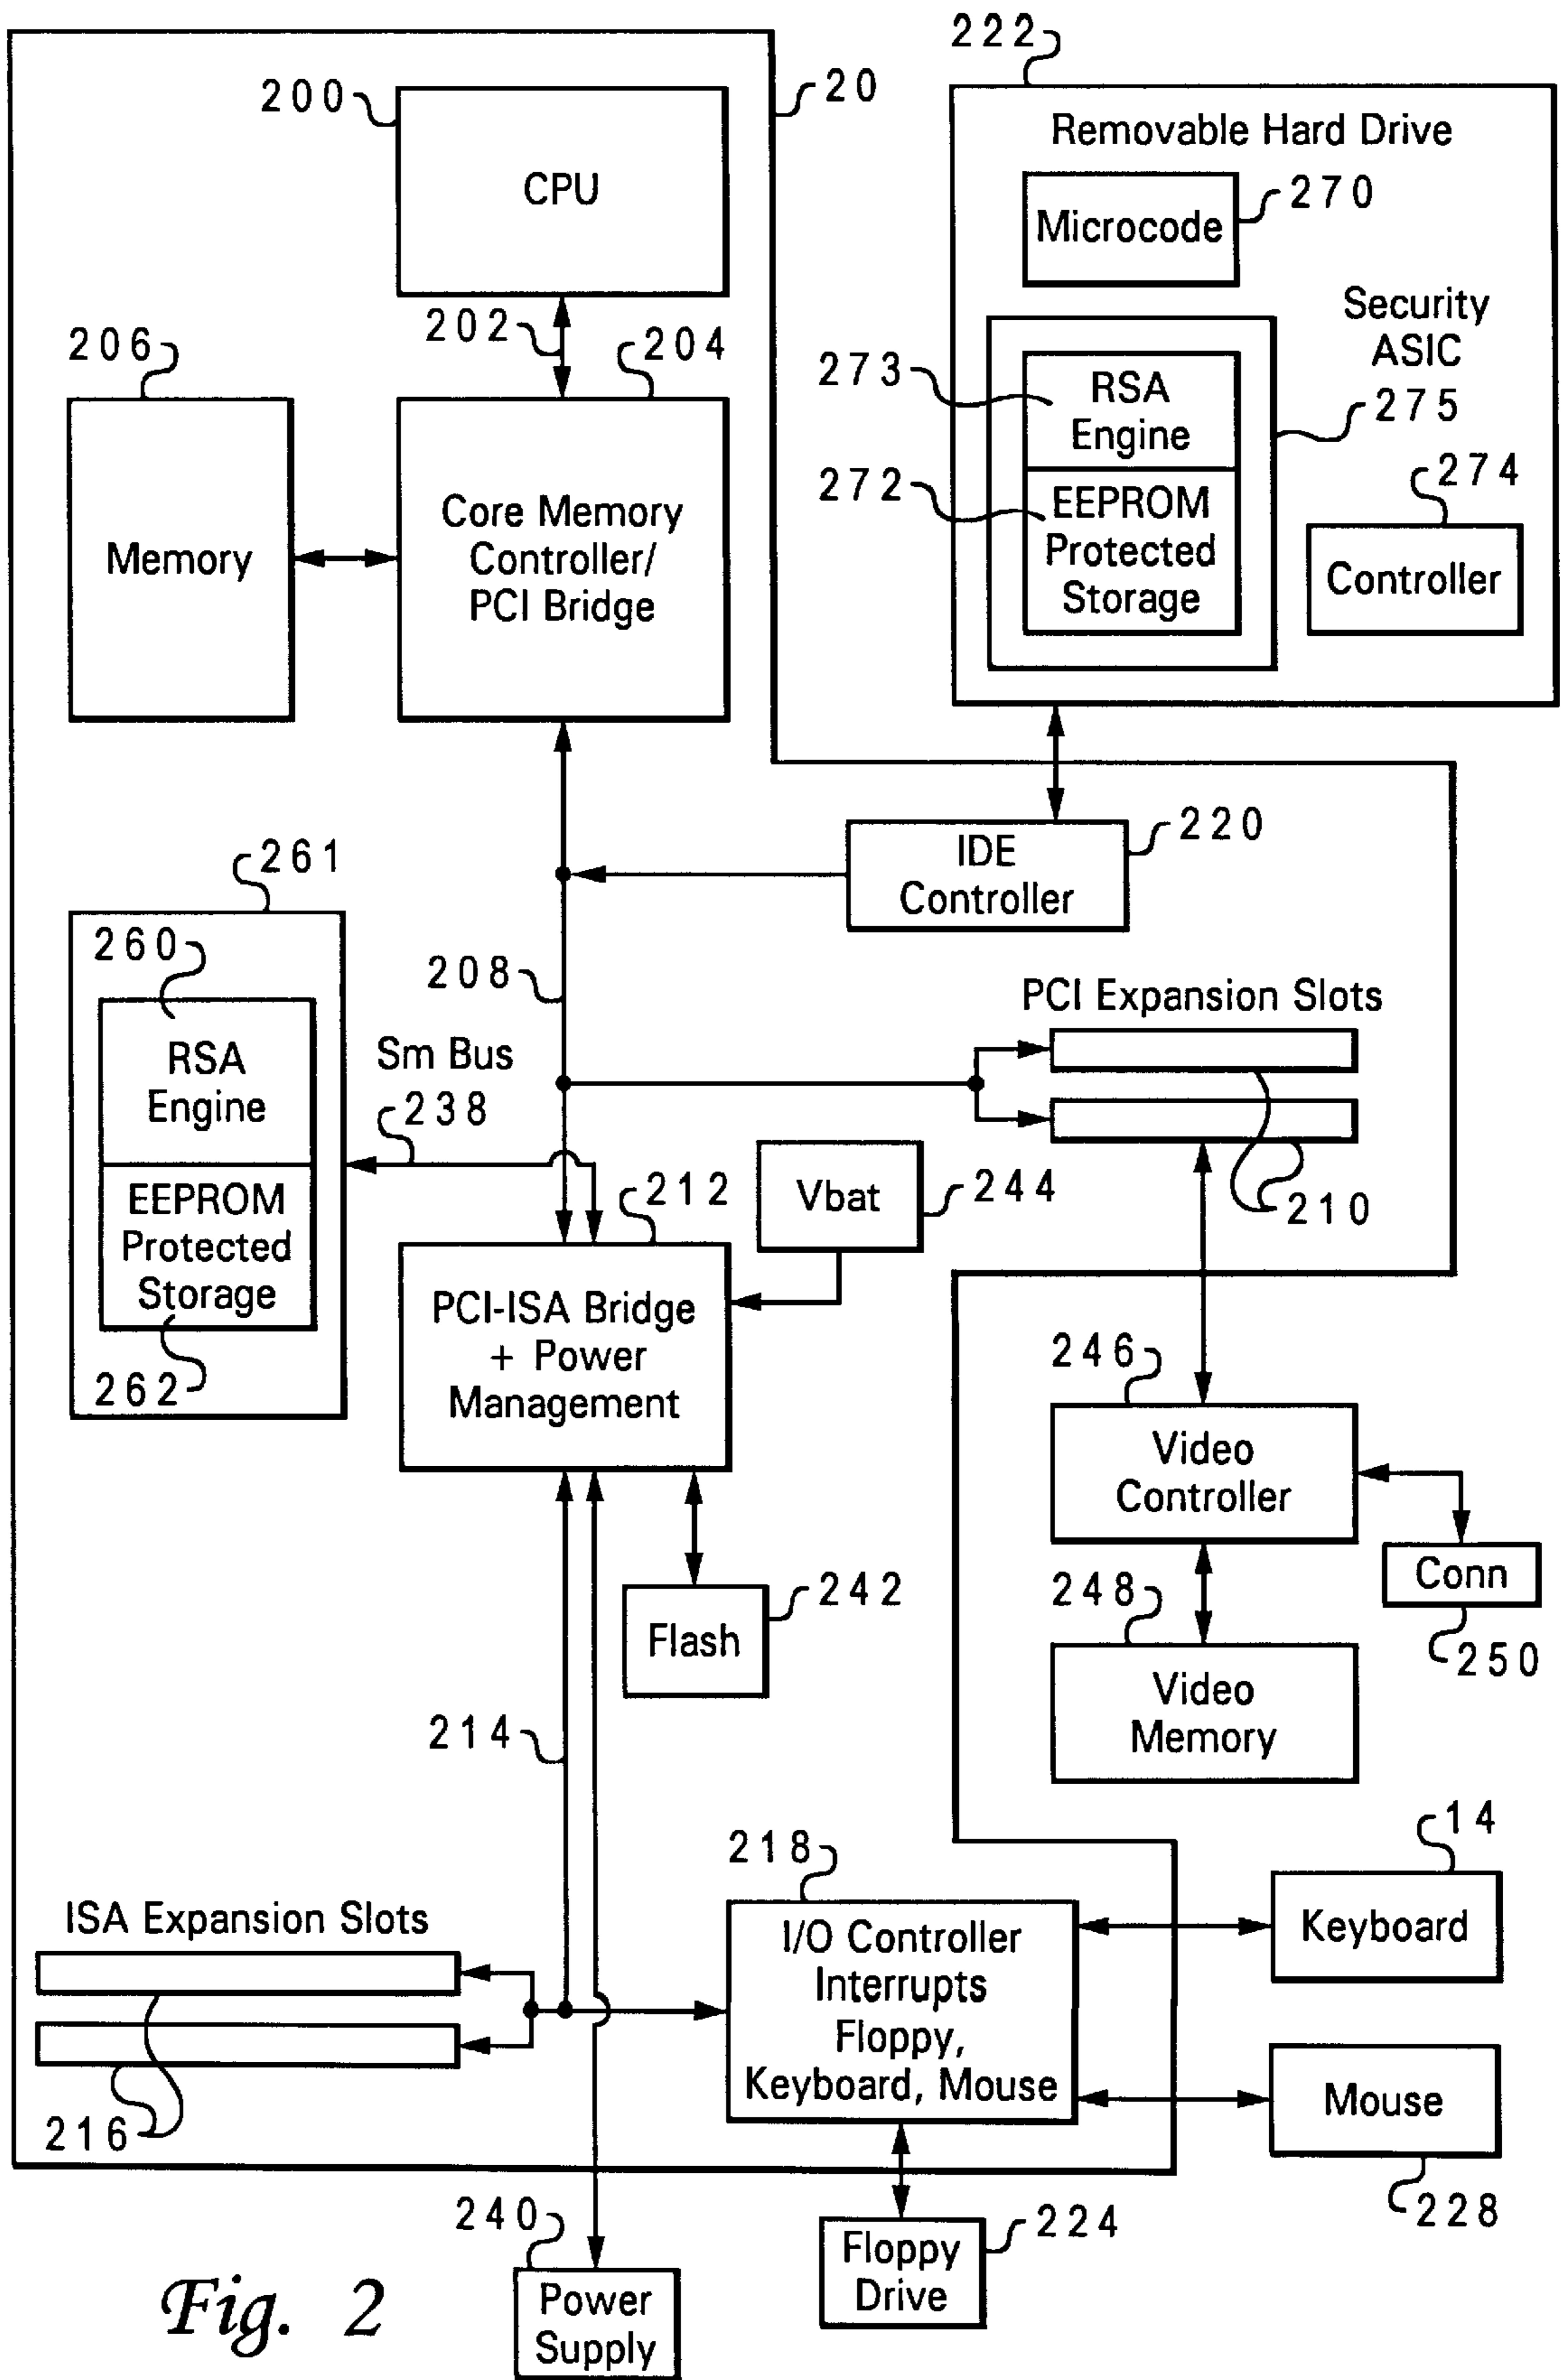 222
200
20
Removable Hard Drive
CPU
270
Microcode
202
Security
ASIC
206
204
273
RSA
Engine
275
272
EEPROM
Protected
Storage
274
Memory
Core Memory
Controller/
PCI Bridge
Controller
220
IDE
Controller
261
260
208
PCI Expansion Slots
RSA
Engine
Sm Bus
238
EEPROM
Protected
Storage
212
Vbat
244
210
262
PCI-ISA Bridge
+ Power
Management
246
Video
Controller
Conn
242
248
Flash
250
Video
Memory
214
14
218
ISA Expansion Slots
I/O Controller
Interrupts
Floppy,
Keyboard, Mouse
Keyboard
Mouse
216
228
240
224
Floppy
Drive
Power
Supply
Fig. 2